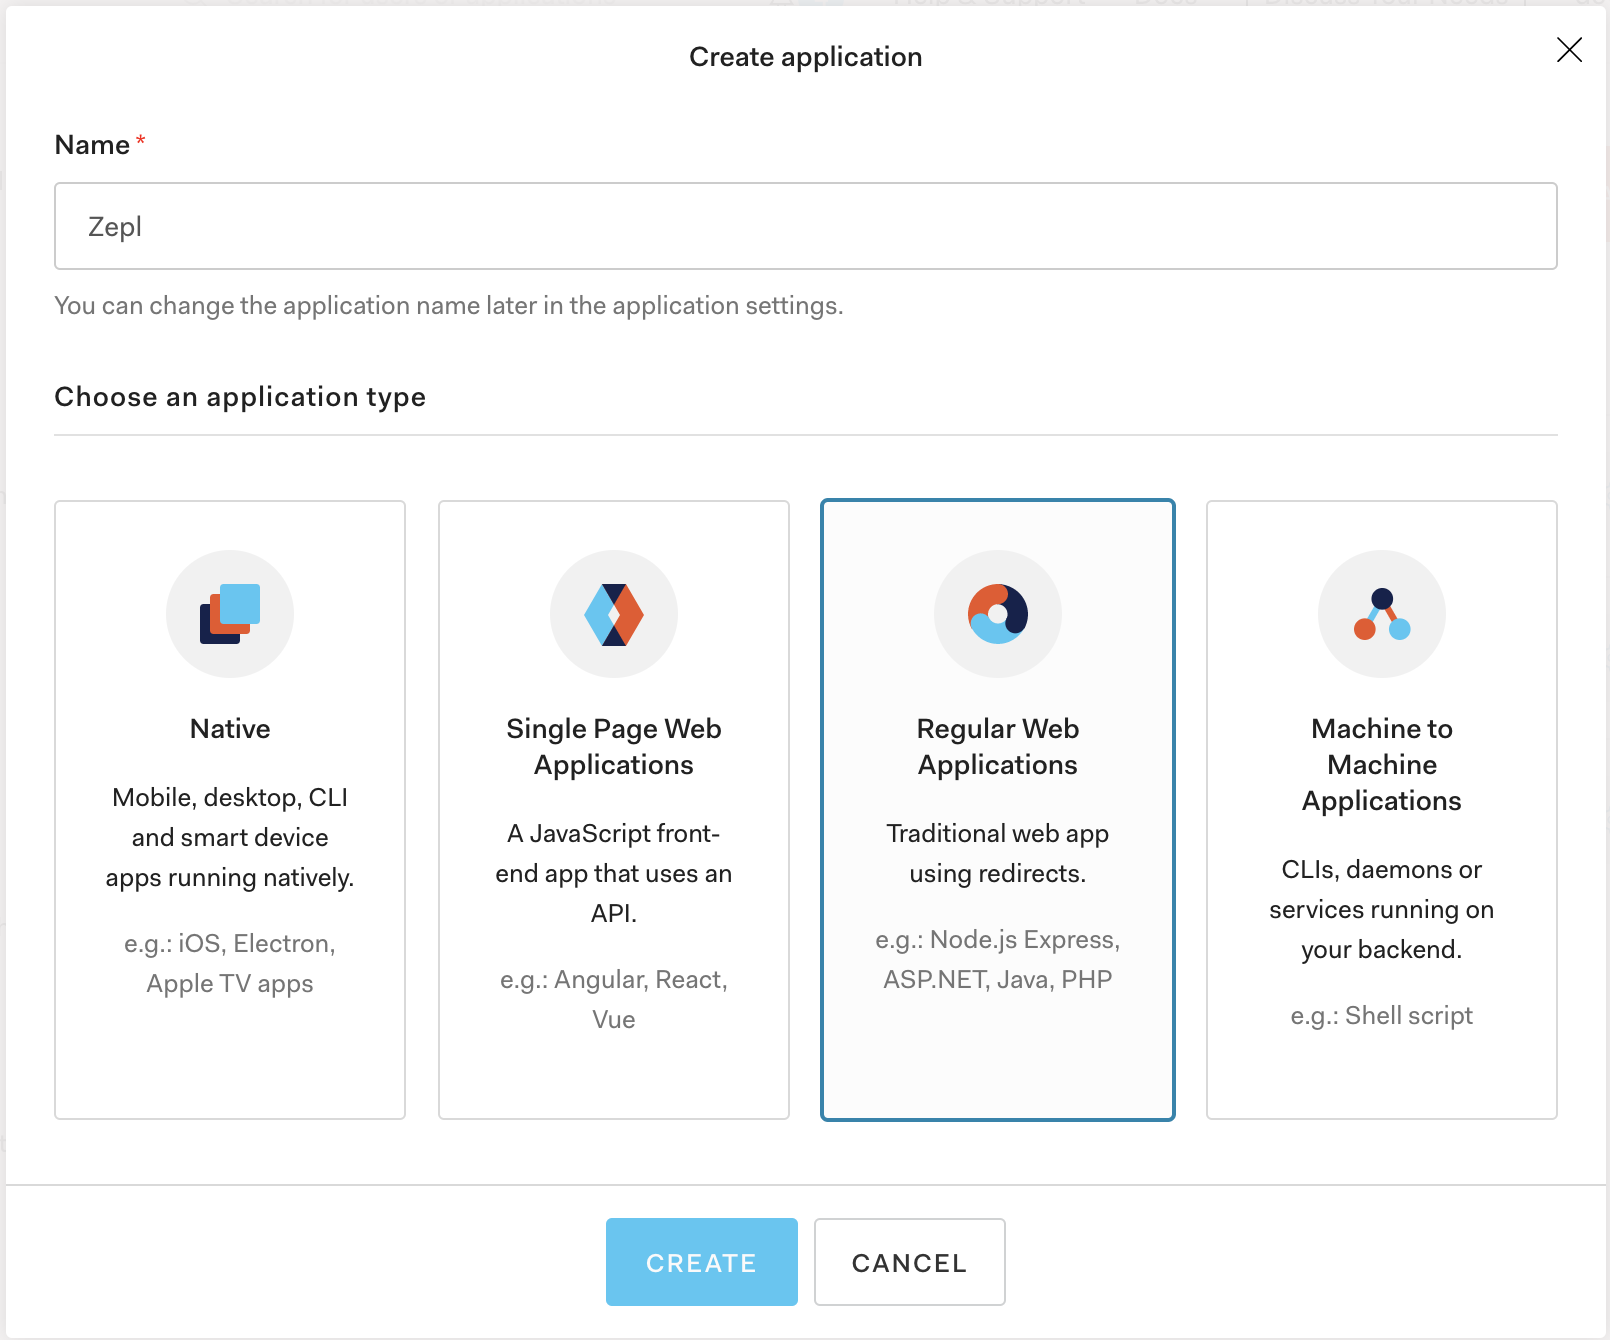 Create application
Name *
Zepl
You can change the application name later in the application settings.
Choose an application type
Native
Mobile, desktop, CLI
and smart device
apps running natively.
e.g.: iOS, Electron,
Apple TV apps
Single Page Web
Applications
A JavaScript front-
end app that uses an
API.
e.g.: Angular, React,
Vue
Regular Web
Applications
Traditional web app
using redirects.
e.g.: Node.js Express,
ASP.NET, Java, PHP
Machine to
Machine
Applications
CLIs, daemons or
services running on
your backend.
e.g.: Shell script
CREATE
CANCEL